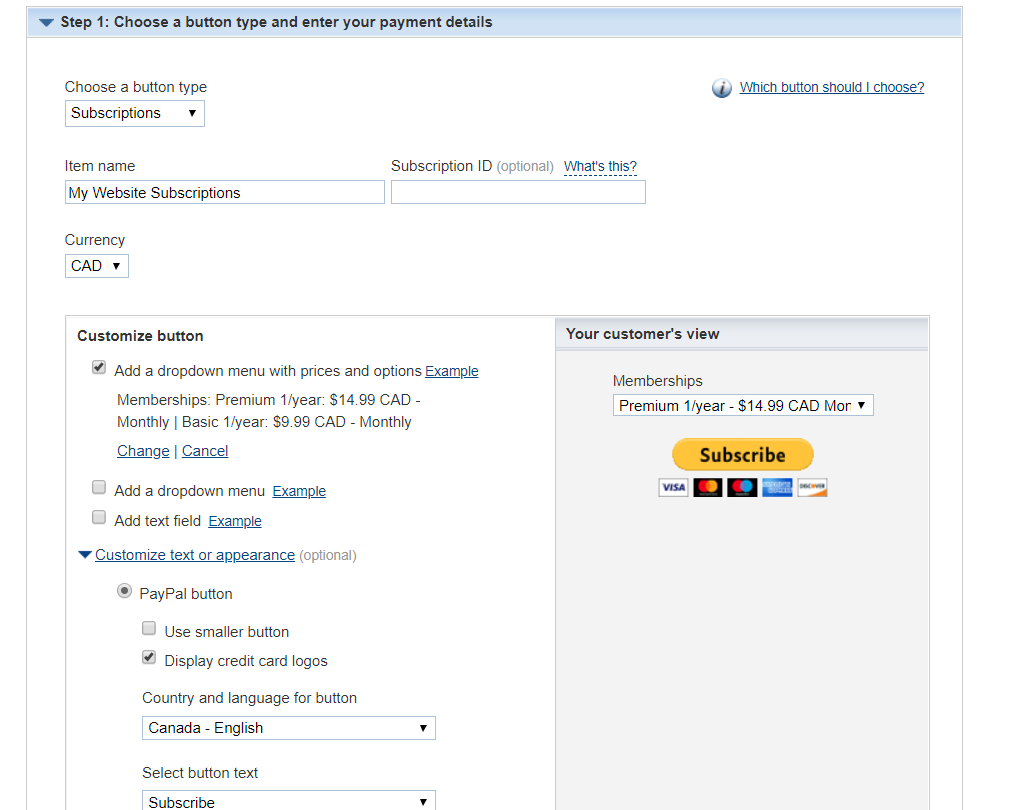 Step 1: Choose a button type and enter your payment details
Choose a button type
Which button should I choose?
Subscriptions
Item name
Subscription ID (optional) What's this?
My Website Subscriptions
Currency
CAD
Customize button
Your customer's view
Add a dropdown menu with prices and options Example
Memberships: Premium 1/year: $14.99 CAD -
Monthly | Basic 1/year: $9.99 CAD - Monthly
Change | Cancel
Memberships
Premium 1/year - $14.99 CAD Mor
Subscribe
VISA
DISCOVER
Add a dropdown menu Example
Add text field Example
Customize text or appearance (optional)
PayPal button
Use smaller button
Display credit card logos
Country and language for button
Canada - English
Select button text
Subscribe